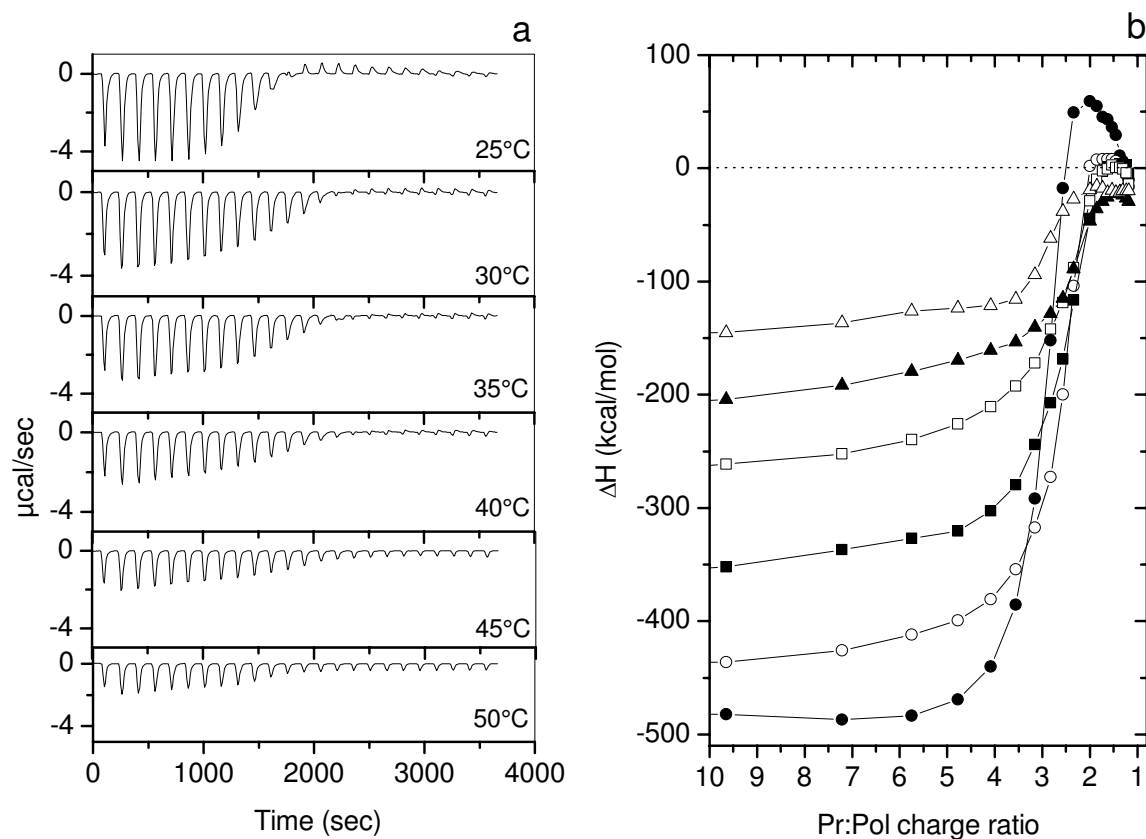 a
0
-4
25°C
0
-4
30°C
0
-4
35°C
0
-4
40°C
0
-4
45°C
0
-4
50°C
µcal/sec
0 1000 2000 3000 4000
Time (sec)
b
100
0
-100
-200
-300
-400
-500
ΔH (kcal/mol)
10 9 8 7 6 5 4 3 2 1
Pr:Pol charge ratio